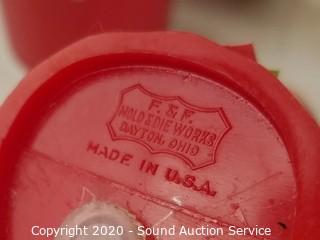 F. & F.
MOLD & DIE WORKS
DAYTON, OHIO
MADE IN U.S.A.
Copyright 2020 - Sound Auction Service